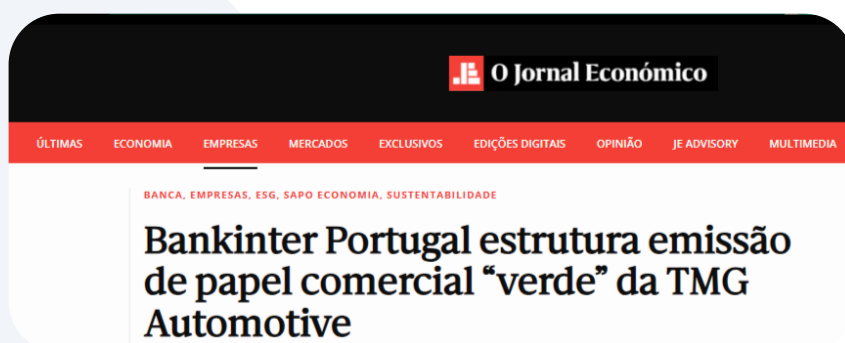 O Jornal Económico
ÚLTIMAS ECONOMIA EMPRESAS MERCADOS EXCLUSIVOS EDIÇÕES DIGITAIS OPINIÃO JE ADVISORY MULTIMEDIA
BANCA, EMPRESAS, ESG, SAPO ECONOMIA, SUSTENTABILIDADE
Bankinter Portugal estrutura emissão
de papel comercial “verde” da TMG
Automotive